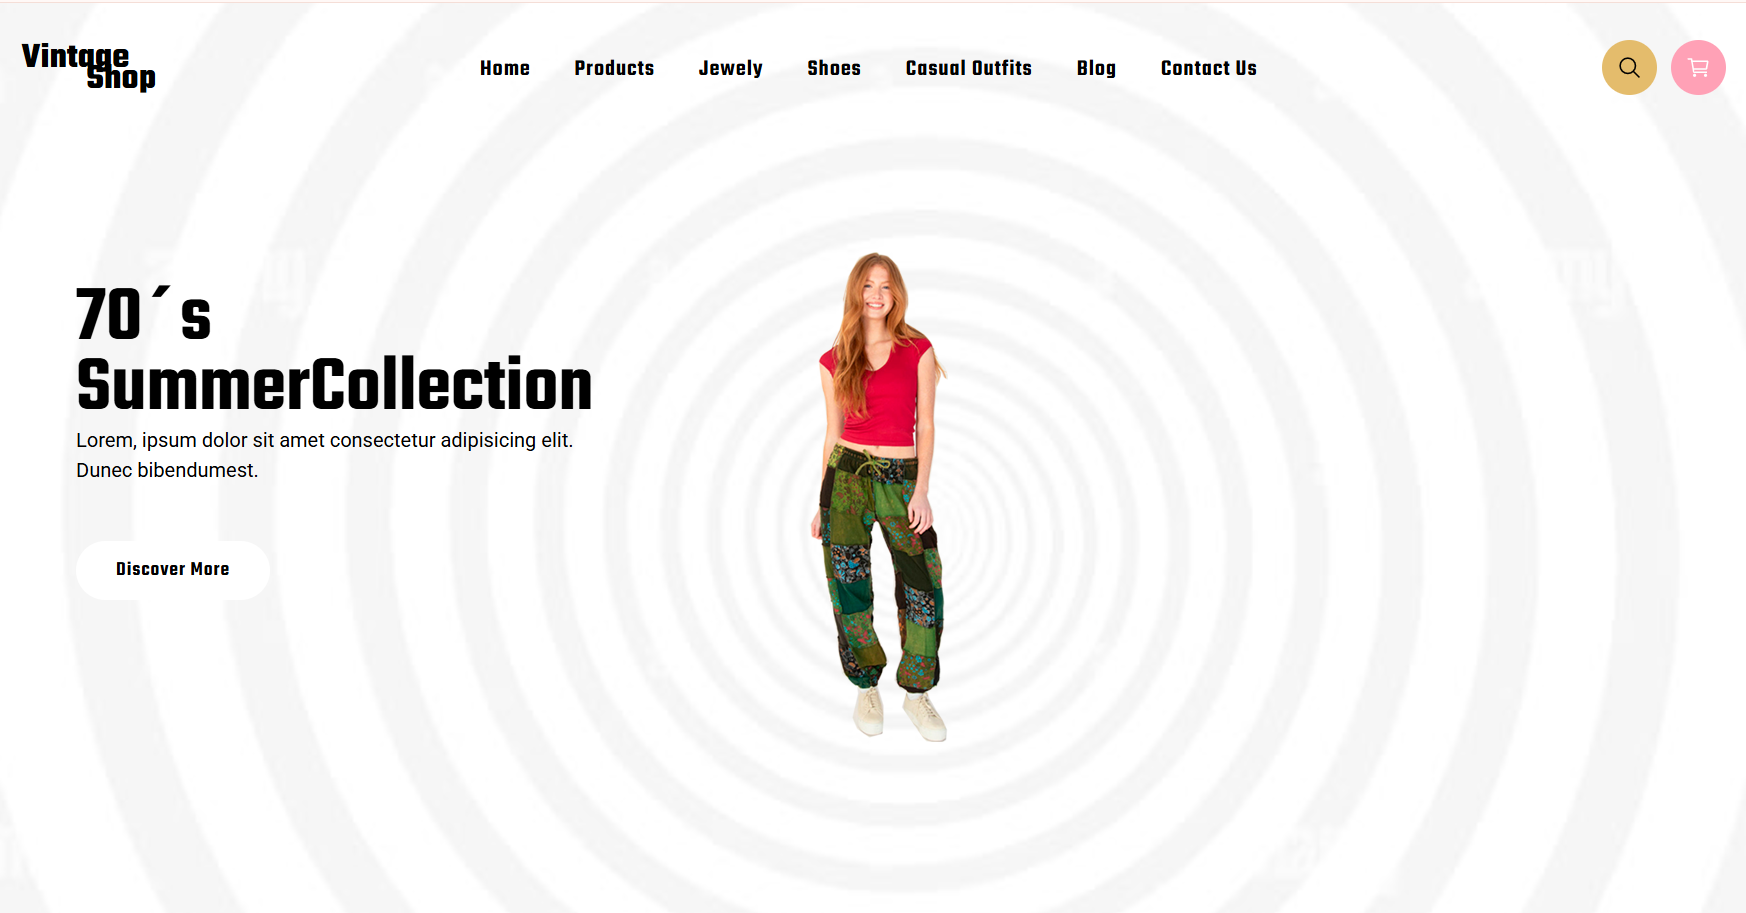 Vintage
Shop
Home Products Jewely Shoes Casual Outfits Blog Contact Us
70´s
SummerCollection
Lorem, ipsum dolor sit amet consectetur adipisicing elit.
Dunec bibendumest.
Discover More